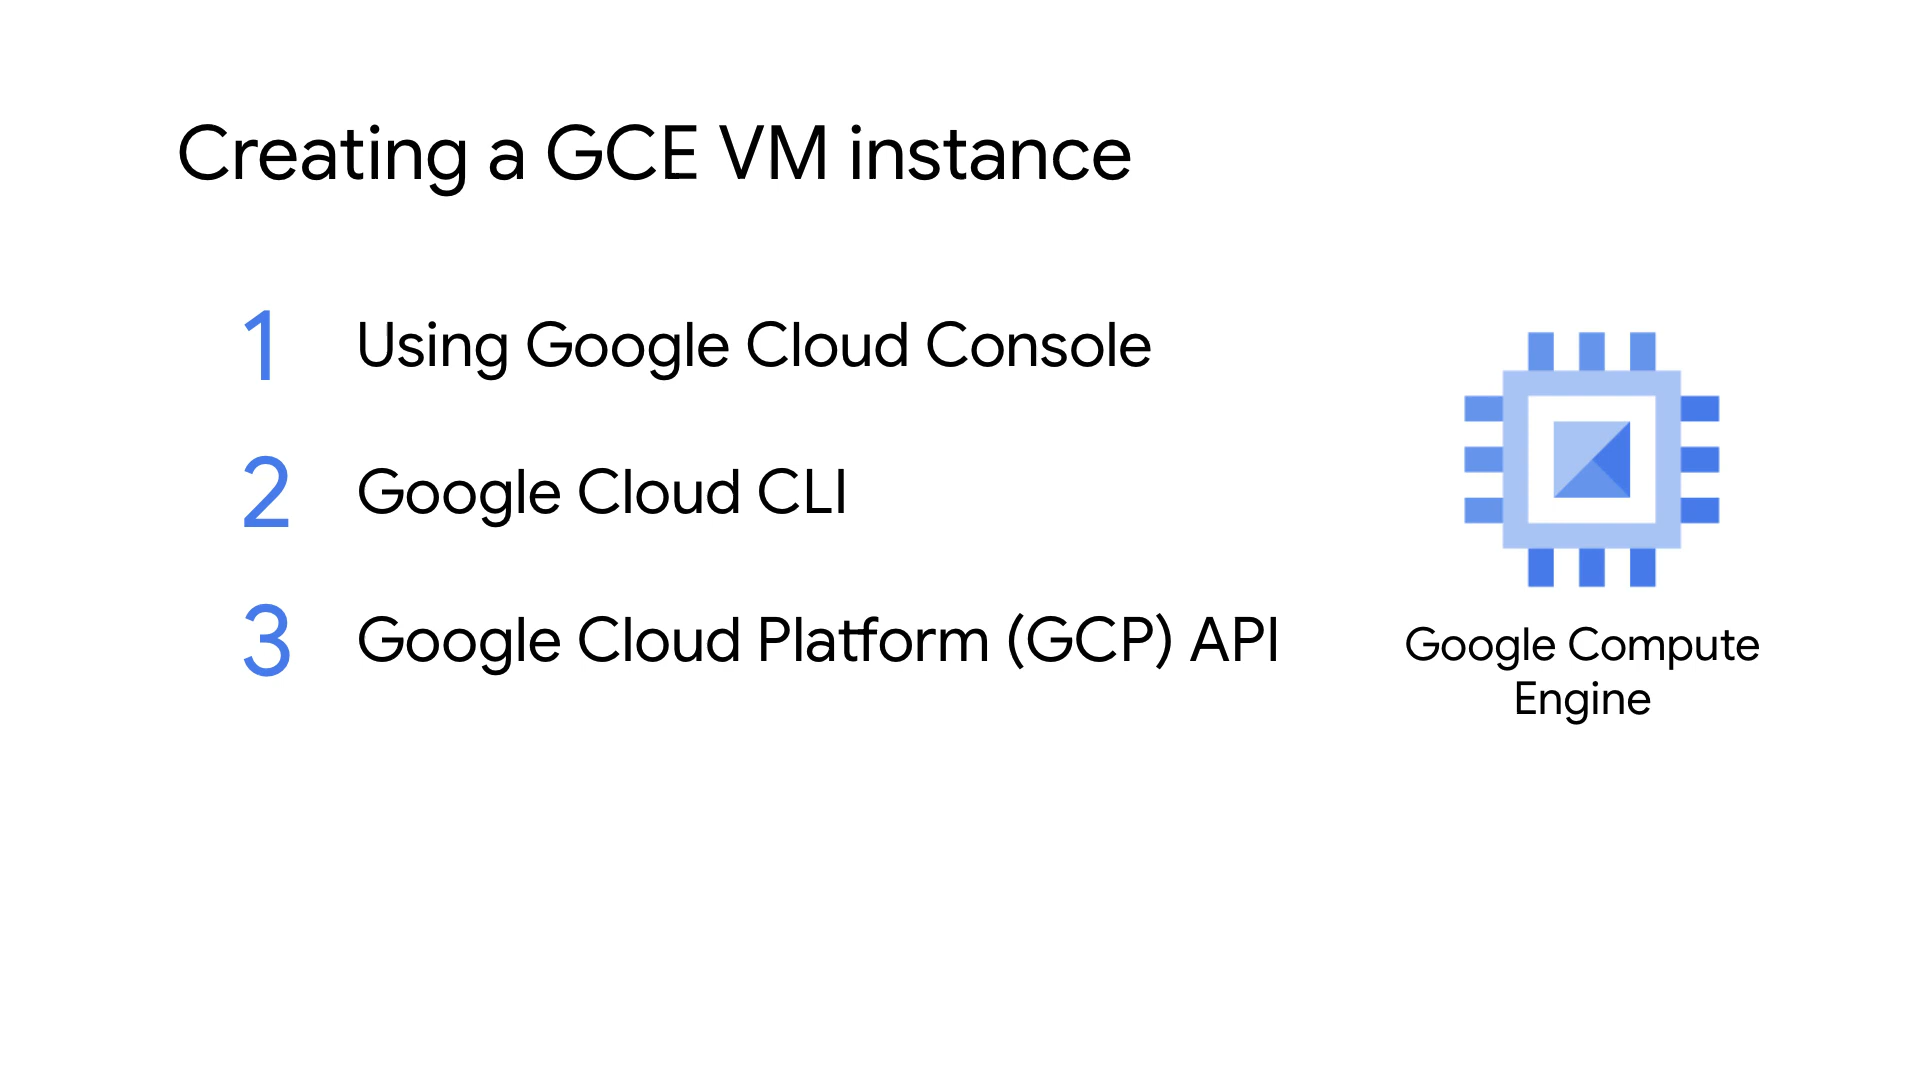 Creating a GCE VM instance
1 Using Google Cloud Console
2 Google Cloud CLI
3 Google Cloud Platform (GCP) API
Google Compute
Engine